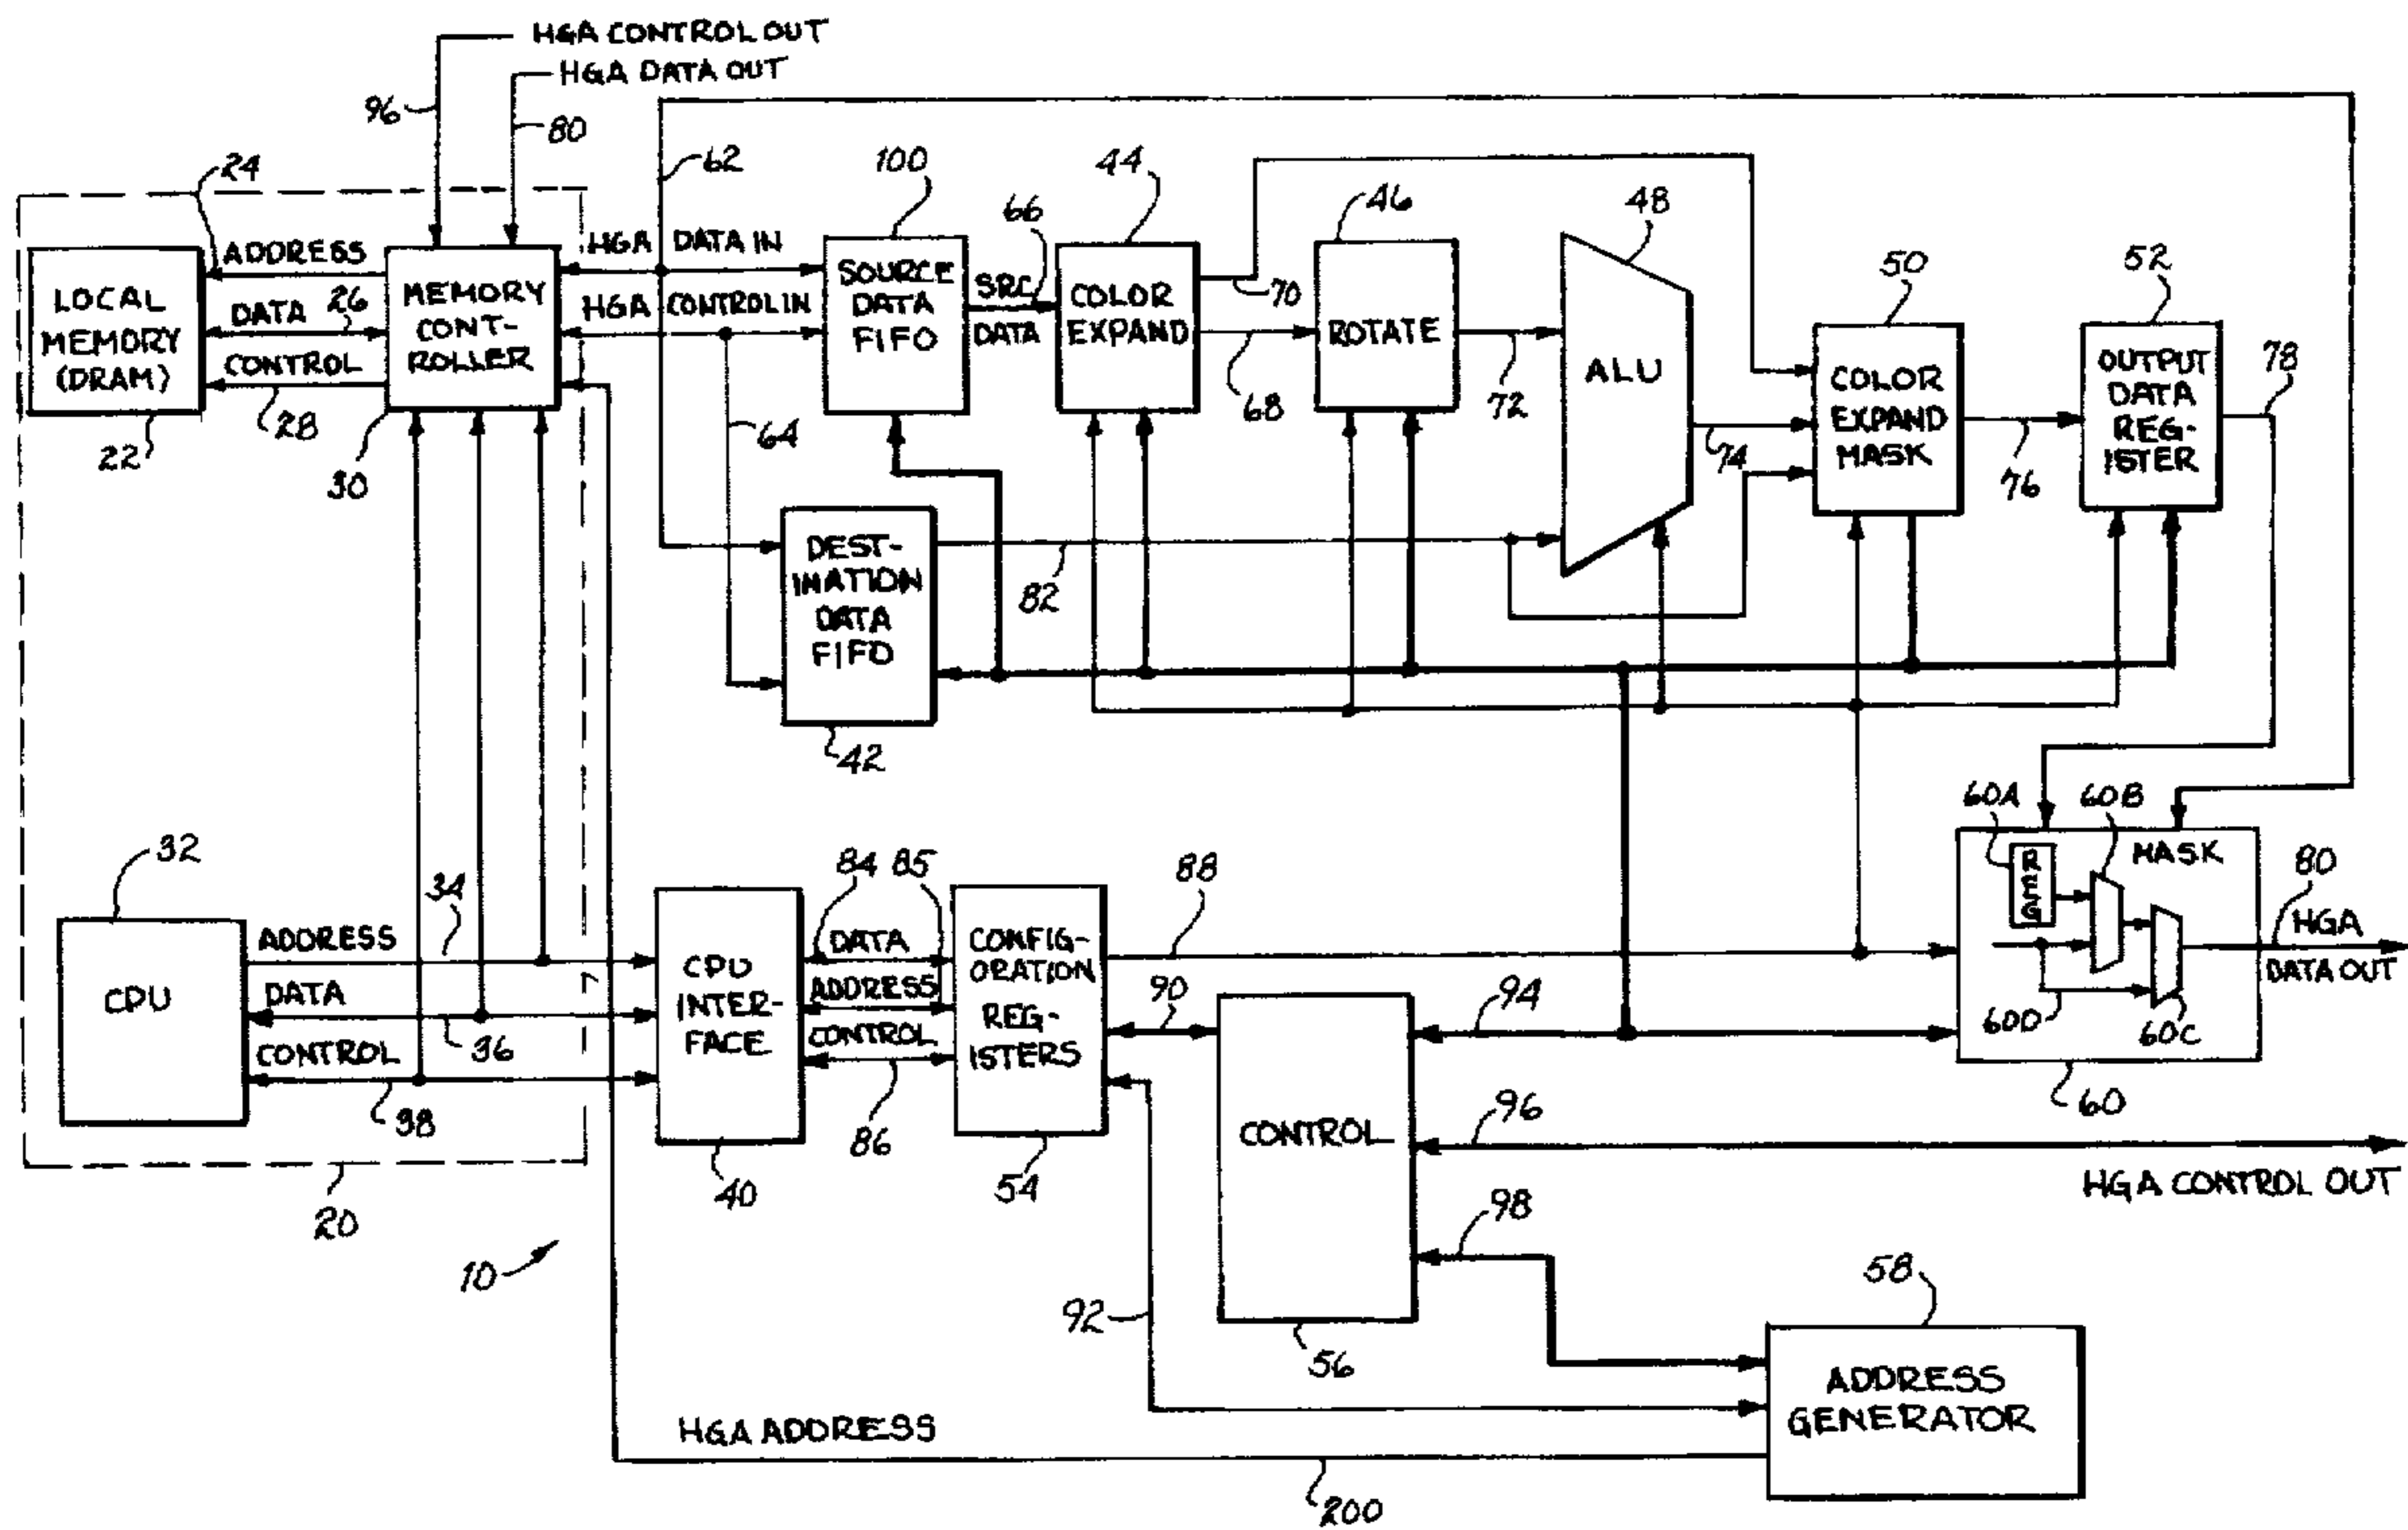 HGA CONTROL OUT
HGA DATA OUT
96
80
62
24
100
44
66
46
48
50
52
78
ADDRESS
DATA 26
CONTROL
28
LOCAL
MEMORY
(DRAM)
22
MEMORY
CONT-
ROLLER
30
HGA DATA IN
HGA CONTROL IN
64
SOURCE
DATA
FIFO
SRC
DATA
COLOR
EXPAND
70
68
ROTATE
72
ALU
74
COLOR
EXPAND
MASK
76
OUTPUT
DATA
REG-
ISTER
DEST-
INATION
DATA
FIFO
42
82
32
CPU
34
ADDRESS
DATA
36
CONTROL
38
20
10
CPU
INTER-
FACE
40
84 85
DATA
ADDRESS
CONTROL
86
CONFIG-
ORATION
REG-
ISTERS
54
88
90
92
94
96
98
CONTROL
56
60A
60B
REG
MASK
60D
60C
60
80
HGA
DATA OUT
HGA CONTROL OUT
58
ADDRESS
GENERATOR
HGA ADDRESS
200